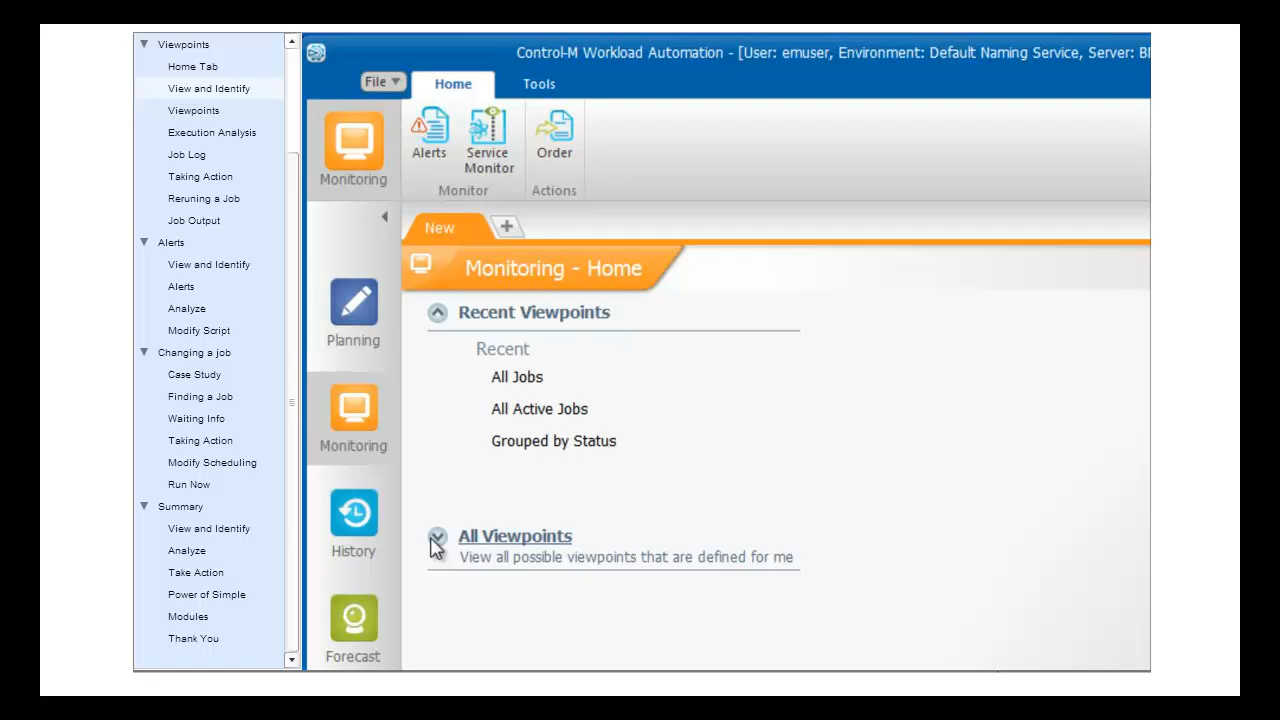 Viewpoints
Home Tab
View and Identify
Viewpoints
Execution Analysis
Job Log
Taking Action
Reruning a Job
Job Output
Alerts
View and Identify
Alerts
Analyze
Modify Script
Changing a job
Case Study
Finding a Job
Waiting Info
Taking Action
Modify Scheduling
Run Now
Summary
View and Identify
Analyze
Take Action
Power of Simple
Modules
Thank You
Control-M Workload Automation - [User: emuser, Environment: Default Naming Service, Server:
File
Home
Tools
Monitoring
Alerts
Service
Monitor
Order
Monitor
Actions
New
Monitoring - Home
Planning
Monitoring
History
Forecast
Recent Viewpoints
Recent
All Jobs
All Active Jobs
Grouped by Status
All Viewpoints
View all possible viewpoints that are defined for me